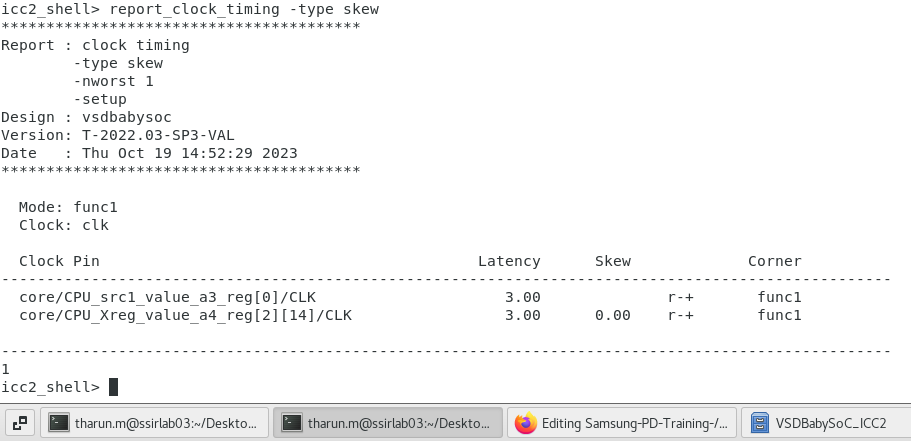 icc2_shell> report_clock_timing -type skew
****************************************
Report : clock timing
        -type skew
        -nworst 1
        -setup
Design : vsdbabysoc
Version: T-2022.03-SP3-VAL
Date   : Thu Oct 19 14:52:29 2023
****************************************

  Mode: func1
  Clock: clk

  Clock Pin                                          Latency      Skew             Corner
---------------------------------------------------------------------------------------------------
  core/CPU_src1_value_a3_reg[0]/CLK                     3.00              r-+       func1
  core/CPU_Xreg_value_a4_reg[2][14]/CLK                 3.00      0.00    r-+       func1

---------------------------------------------------------------------------------------------------
1
icc2_shell>
tharun.m@ssirlab03:~/Deskto... tharun.m@ssirlab03:~/Deskto... Editing Samsung-PD-Training-/... VSDBabySoC_ICC2